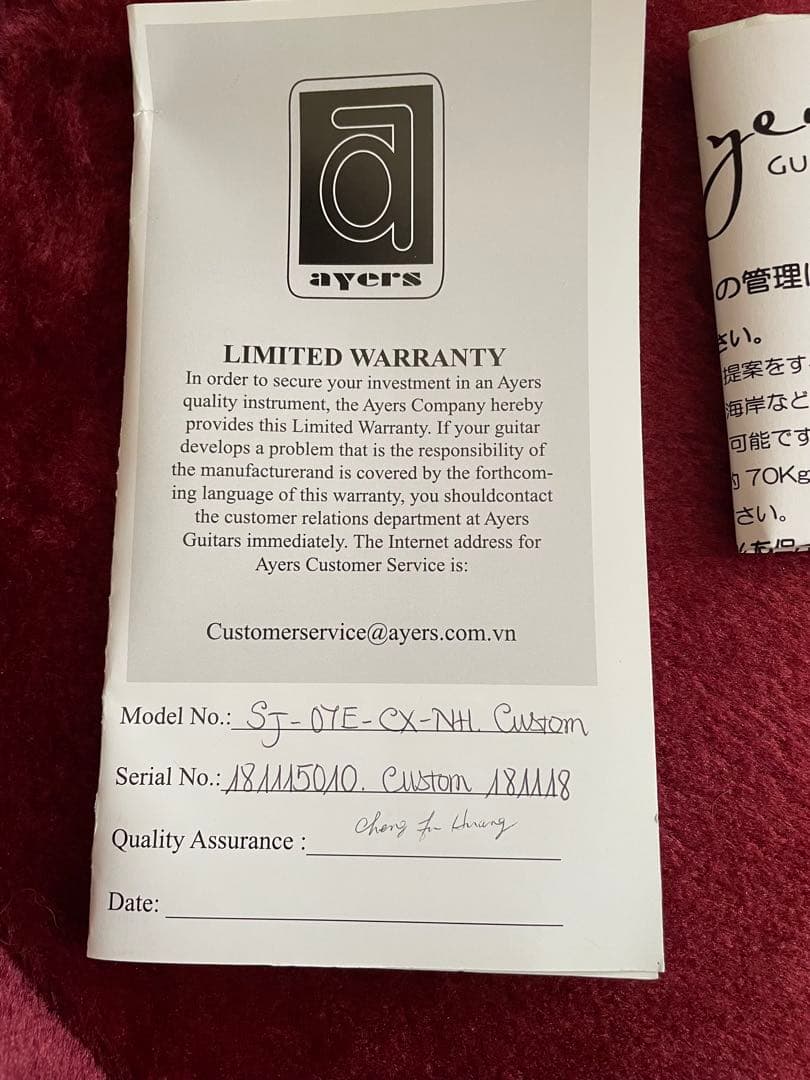 a
ayers
LIMITED WARRANTY
In order to secure your investment in an Ayers
quality instrument, the Ayers Company hereby
provides this Limited Warranty. If your guitar
develops a problem that is the responsibility of
the manufacturerand is covered by the forthcom-
ing language of this warranty, you shouldcontact
the customer relations department at Ayers
Guitars immediately. The Internet address for
Ayers Customer Service is:
Customerservice@ayers.com.vn
Model No.: SJ-07E-CX-NH. Custom
Serial No.: 181115010. Custom 181118
Quality Assurance : Cheng Fu Huang
Date:
ye
GU
の管理
さい。
提案をす
海岸など
可能です
約 70Kg
さい。